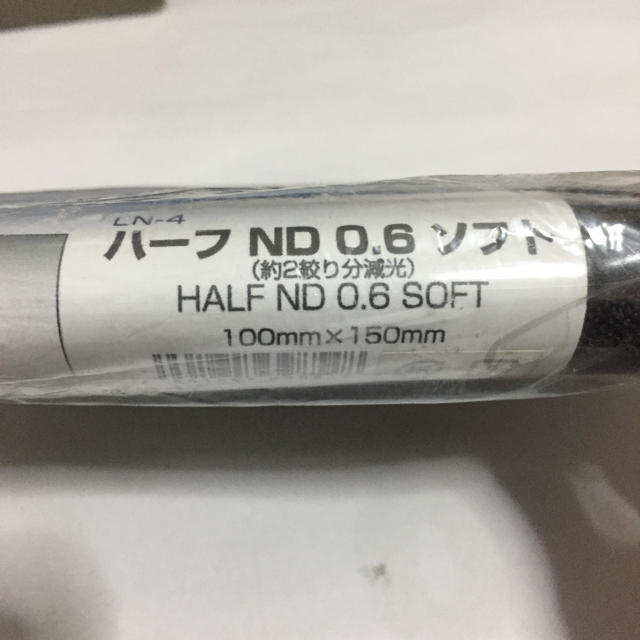 LN-4
ハーフ ND 0.6 ソフト
(約2絞り分減光)
HALF ND 0.6 SOFT
100mm×150mm